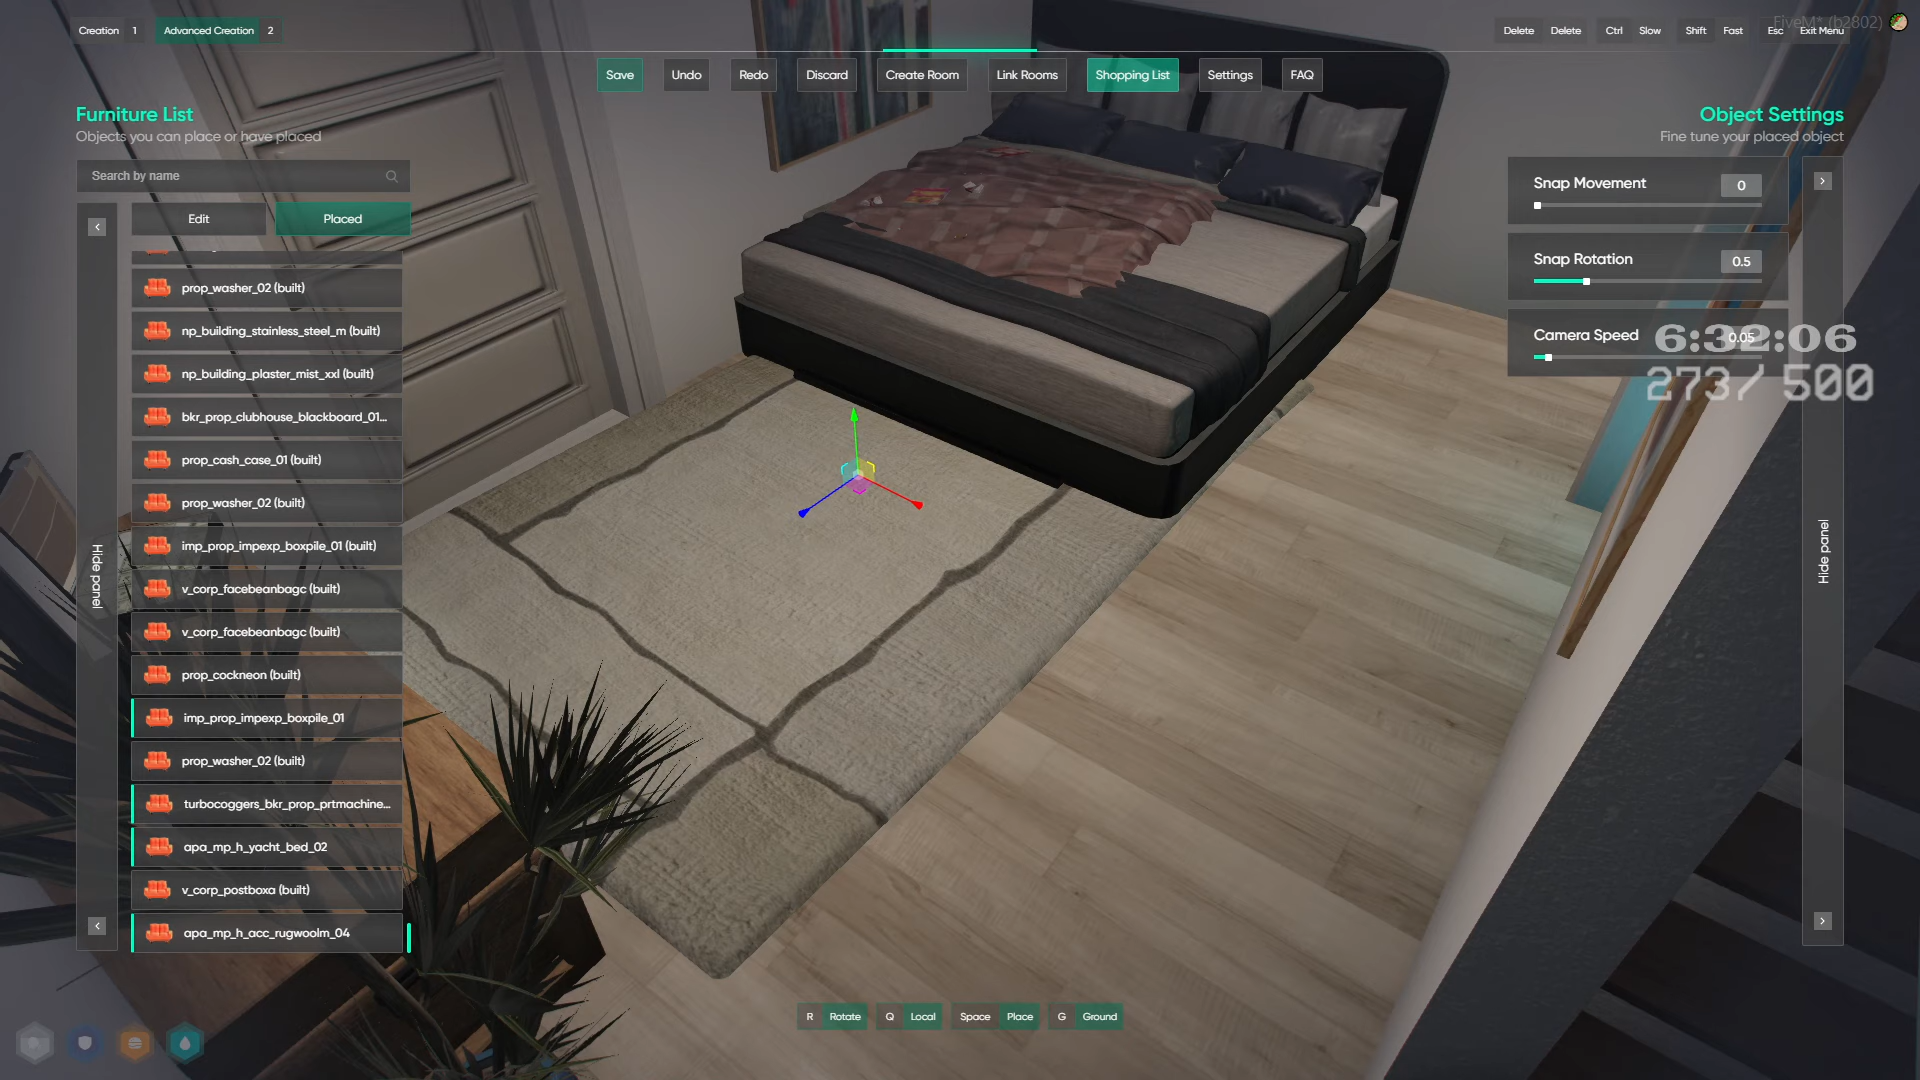 Creation 1 Advanced Creation 2
Delete Delete Ctrl Slow Shift Fast Esc Exit Menu
FiveM* (b2802)
Save Undo Redo Discard Create Room Link Rooms Shopping List Settings FAQ
Furniture List
Objects you can place or have placed
Search by name
Edit Placed
prop_washer_02 (built)
np_building_stainless_steel_m (built)
np_building_plaster_mist_xxl (built)
bkr_prop_clubhouse_blackboard_01...
prop_cash_case_01 (built)
prop_washer_02 (built)
imp_prop_impexp_boxpile_01 (built)
v_corp_facebeanbagc (built)
v_corp_facebeanbagc (built)
prop_cockneon (built)
imp_prop_impexp_boxpile_01
prop_washer_02 (built)
turbocoggers_bkr_prop_prtmachine...
apa_mp_h_yacht_bed_02
v_corp_postboxa (built)
apa_mp_h_acc_rugwoolm_04
Hide panel
Object Settings
Fine tune your placed object
Snap Movement 0
Snap Rotation 0.5
Camera Speed 0.05
6:32:06
273/ 500
Hide panel
R Rotate Q Local Space Place G Ground